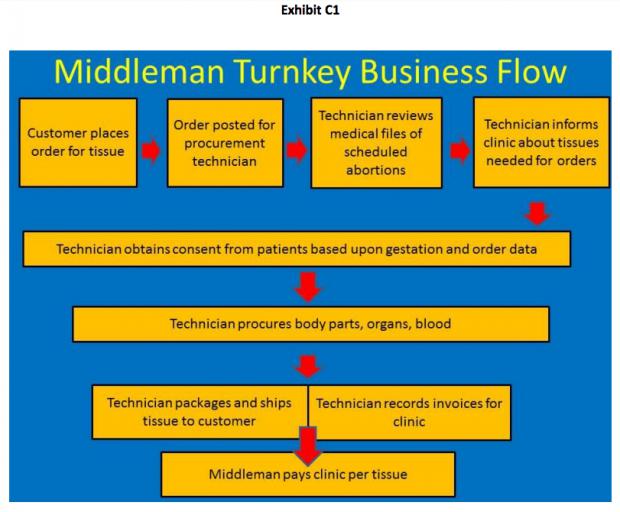 Exhibit C1
Middleman Turnkey Business Flow
Customer places
order for tissue
Order posted for
procurement
technician
Technician reviews
medical files of
scheduled
abortions
Technician informs
clinic about tissues
needed for orders
Technician obtains consent from patients based upon gestation and order data
Technician procures body parts, organs, blood
Technician packages and ships
tissue to customer
Technician records invoices for
clinic
Middleman pays clinic per tissue